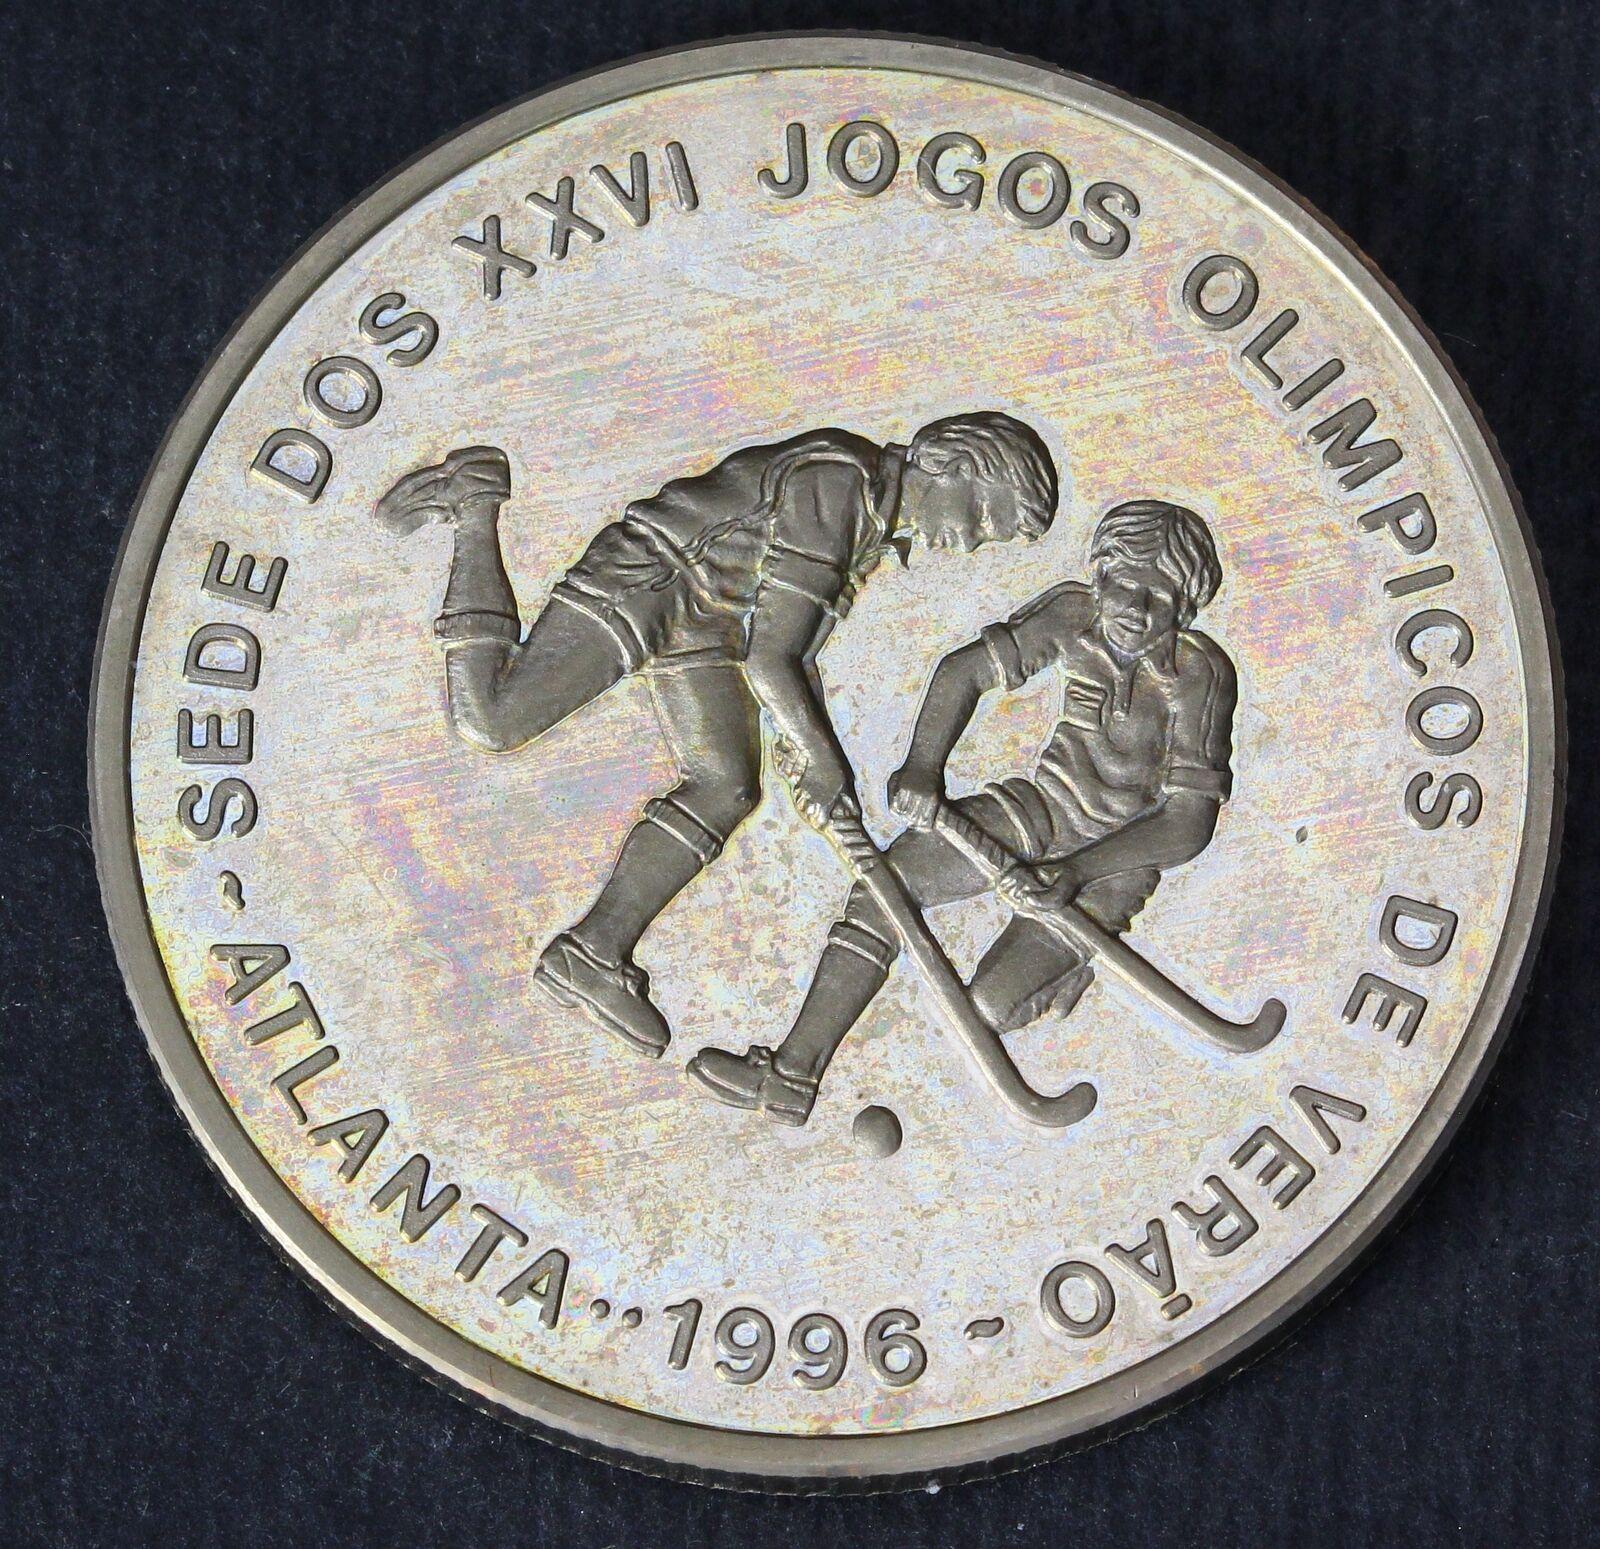 ~ SEDE DOS XXVI JOGOS OLIMPICOS DE VERÃO ~
ATLANTA··1996